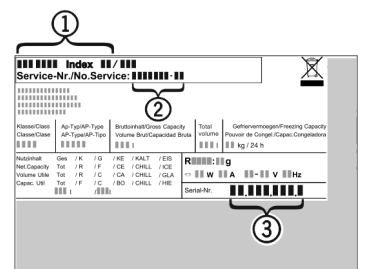 1
Index /
Service-Nr./No.Service: -
2
Klasse/Class
Classe/Clase
Ap-Typ/AP-Type
AP-Type/AP-Tipo
Bruttoinhalt/Gross Capacity
Volume Brut/Capacidad Bruta
l
Total
volume
l
Gefriervermoegen/Freezing Capacity
Pouvoir de Congel./Capac.Congeladora
kg / 24 h
Nutzinhalt Ges / K / G / KE / KALT / EIS
Net.Capacity Tot / R / F / CE / CHILL / ICE
Volume Utile Tot / R / C / CA / CHILL / GLA
Capac. Util Tot / F / C / BO / CHILL / HIE
l / l
R : g
W A - V Hz
Serial-Nr.
3